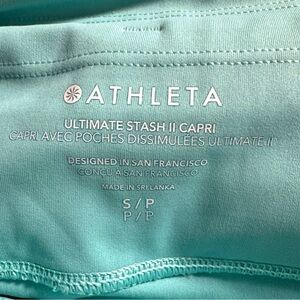 ATHLETA
ULTIMATE STASH II CAPRI
CAPRI AVEC POCHES DISSIMULÉES ULTIMATE II
DESIGNED IN SAN FRANCISCO
CONÇU A SAN FRANCISCO
MADE IN SRI LANKA
S/P
P/P